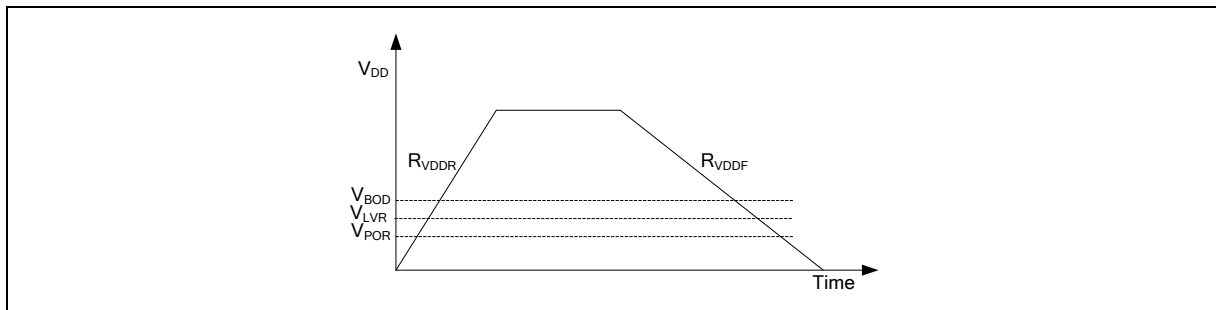 VDD
RVDDR
RVDDF
VBOD
VLVR
VPOR
Time